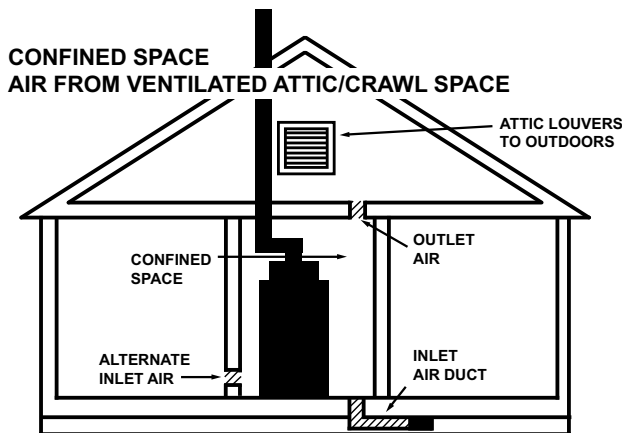 CONFINED SPACE
AIR FROM VENTILATED ATTIC/CRAWL SPACE
ATTIC LOUVERS
TO OUTDOORS
OUTLET
AIR
CONFINED
SPACE
ALTERNATE
INLET AIR
INLET
AIR DUCT